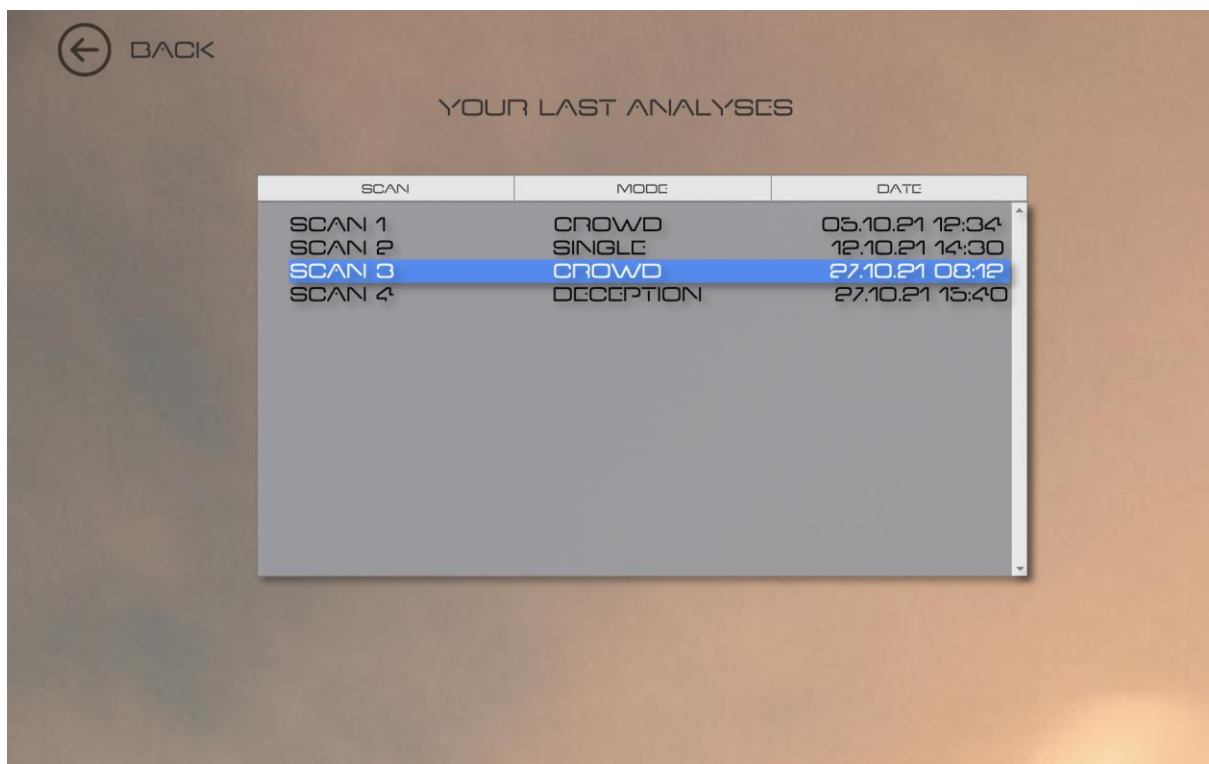 BACK
YOUR LAST ANALYSES
SCAN MODE DATE
SCAN 1 CROWD 05.10.21 12:34
SCAN 2 SINGLE 12.10.21 14:30
SCAN 3 CROWD 27.10.21 08:12
SCAN 4 DECEPTION 27.10.21 15:40